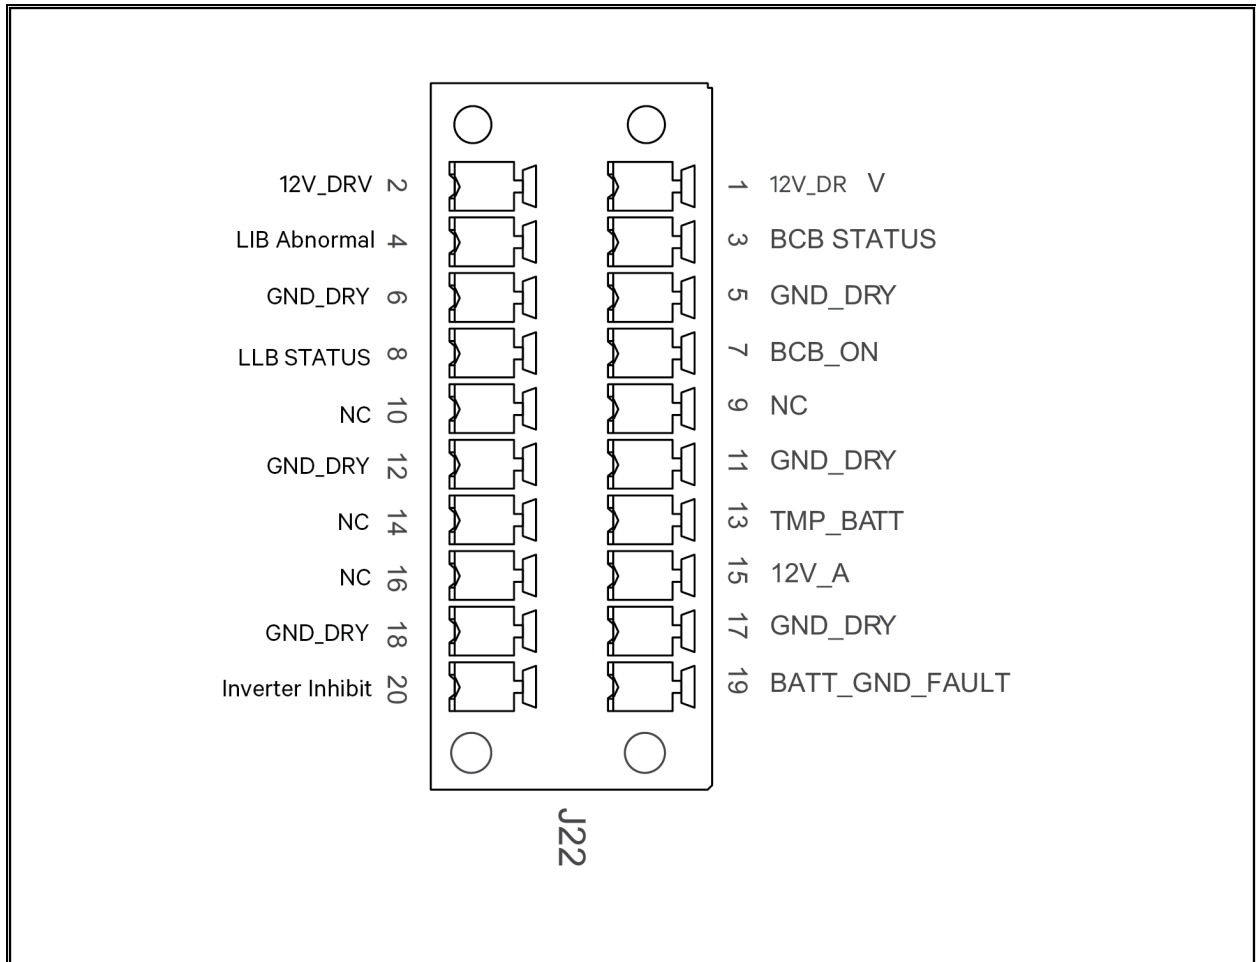 12V_DRV 2 1 12V_DR V
LIB Abnormal 4 3 BCB STATUS
GND_DRY 6 5 GND_DRY
LLB STATUS 8 7 BCB_ON
NC 10 9 NC
GND_DRY 12 11 GND_DRY
NC 14 13 TMP_BATT
NC 16 15 12V_A
GND_DRY 18 17 GND_DRY
Inverter Inhibit 20 19 BATT_GND_FAULT
J22